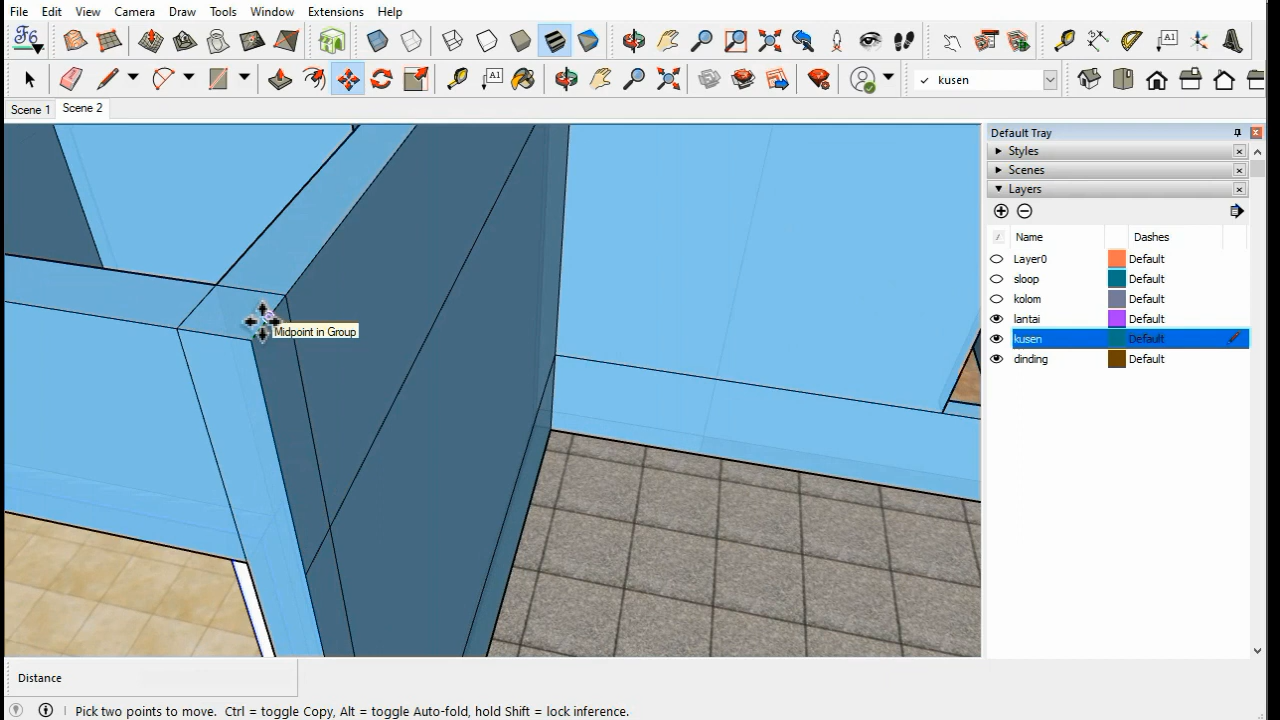 File Edit View Camera Draw Tools Window Extensions Help
A1
A1
kusen
Scene 1 Scene 2
Default Tray
Styles
Scenes
Layers
Name Dashes
Layer0 Default
sloop Default
kolom Default
lantai Default
kusen Default
dinding Default
Midpoint in Group
Distance
Pick two points to move. Ctrl = toggle Copy, Alt = toggle Auto-fold, hold Shift = lock inference.